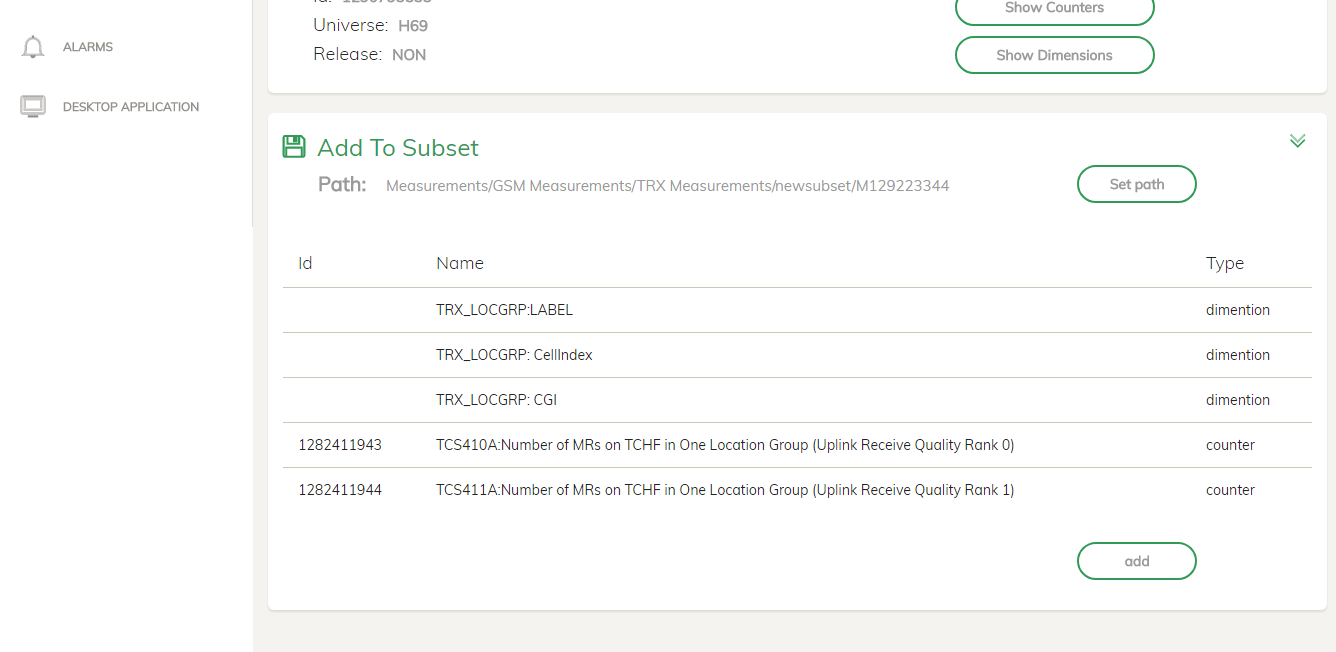 ALARMS
DESKTOP APPLICATION
Universe: H69
Release: NON
Show Counters
Show Dimensions
Add To Subset
Path: Measurements/GSM Measurements/TRX Measurements/newsubset/M129223344
Set path
Id Name Type
TRX_LOCGRP:LABEL dimention
TRX_LOCGRP: CellIndex dimention
TRX_LOCGRP: CGI dimention
1282411943 TCS410A:Number of MRs on TCHF in One Location Group (Uplink Receive Quality Rank 0) counter
1282411944 TCS411A:Number of MRs on TCHF in One Location Group (Uplink Receive Quality Rank 1) counter
add